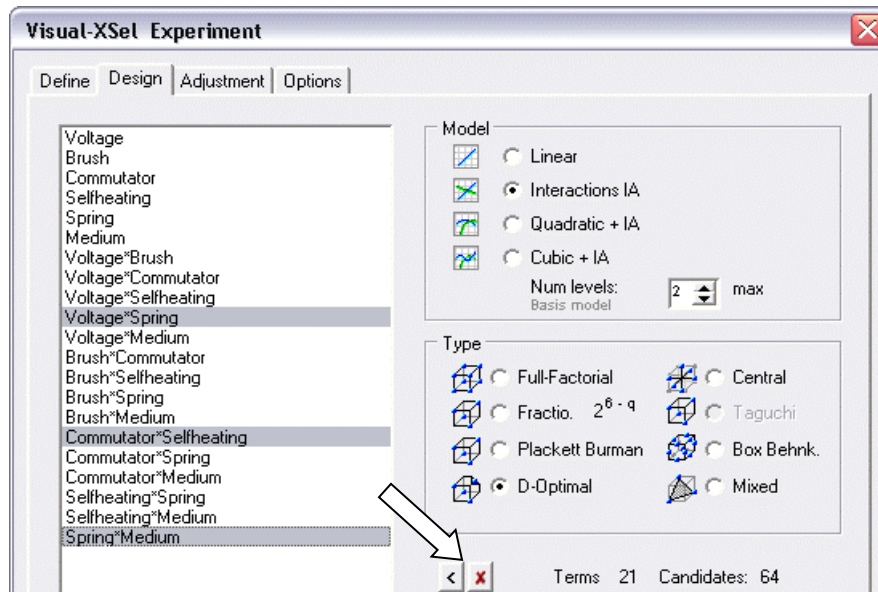 Visual-XSel Experiment
Define Design Adjustment Options
Voltage
Brush
Commutator
Selfheating
Spring
Medium
Voltage*Brush
Voltage*Commutator
Voltage*Selfheating
Voltage*Spring
Voltage*Medium
Brush*Commutator
Brush*Selfheating
Brush*Spring
Brush*Medium
Commutator*Selfheating
Commutator*Spring
Commutator*Medium
Selfheating*Spring
Selfheating*Medium
Spring*Medium
Model
Linear
Interactions IA
Quadratic + IA
Cubic + IA
Num levels: 2 max
Basis model
Type
Full-Factorial Central
Fractio. 2^6 - q Taguchi
Plackett Burman Box Behnk.
D-Optimal Mixed
< x Terms 21 Candidates: 64